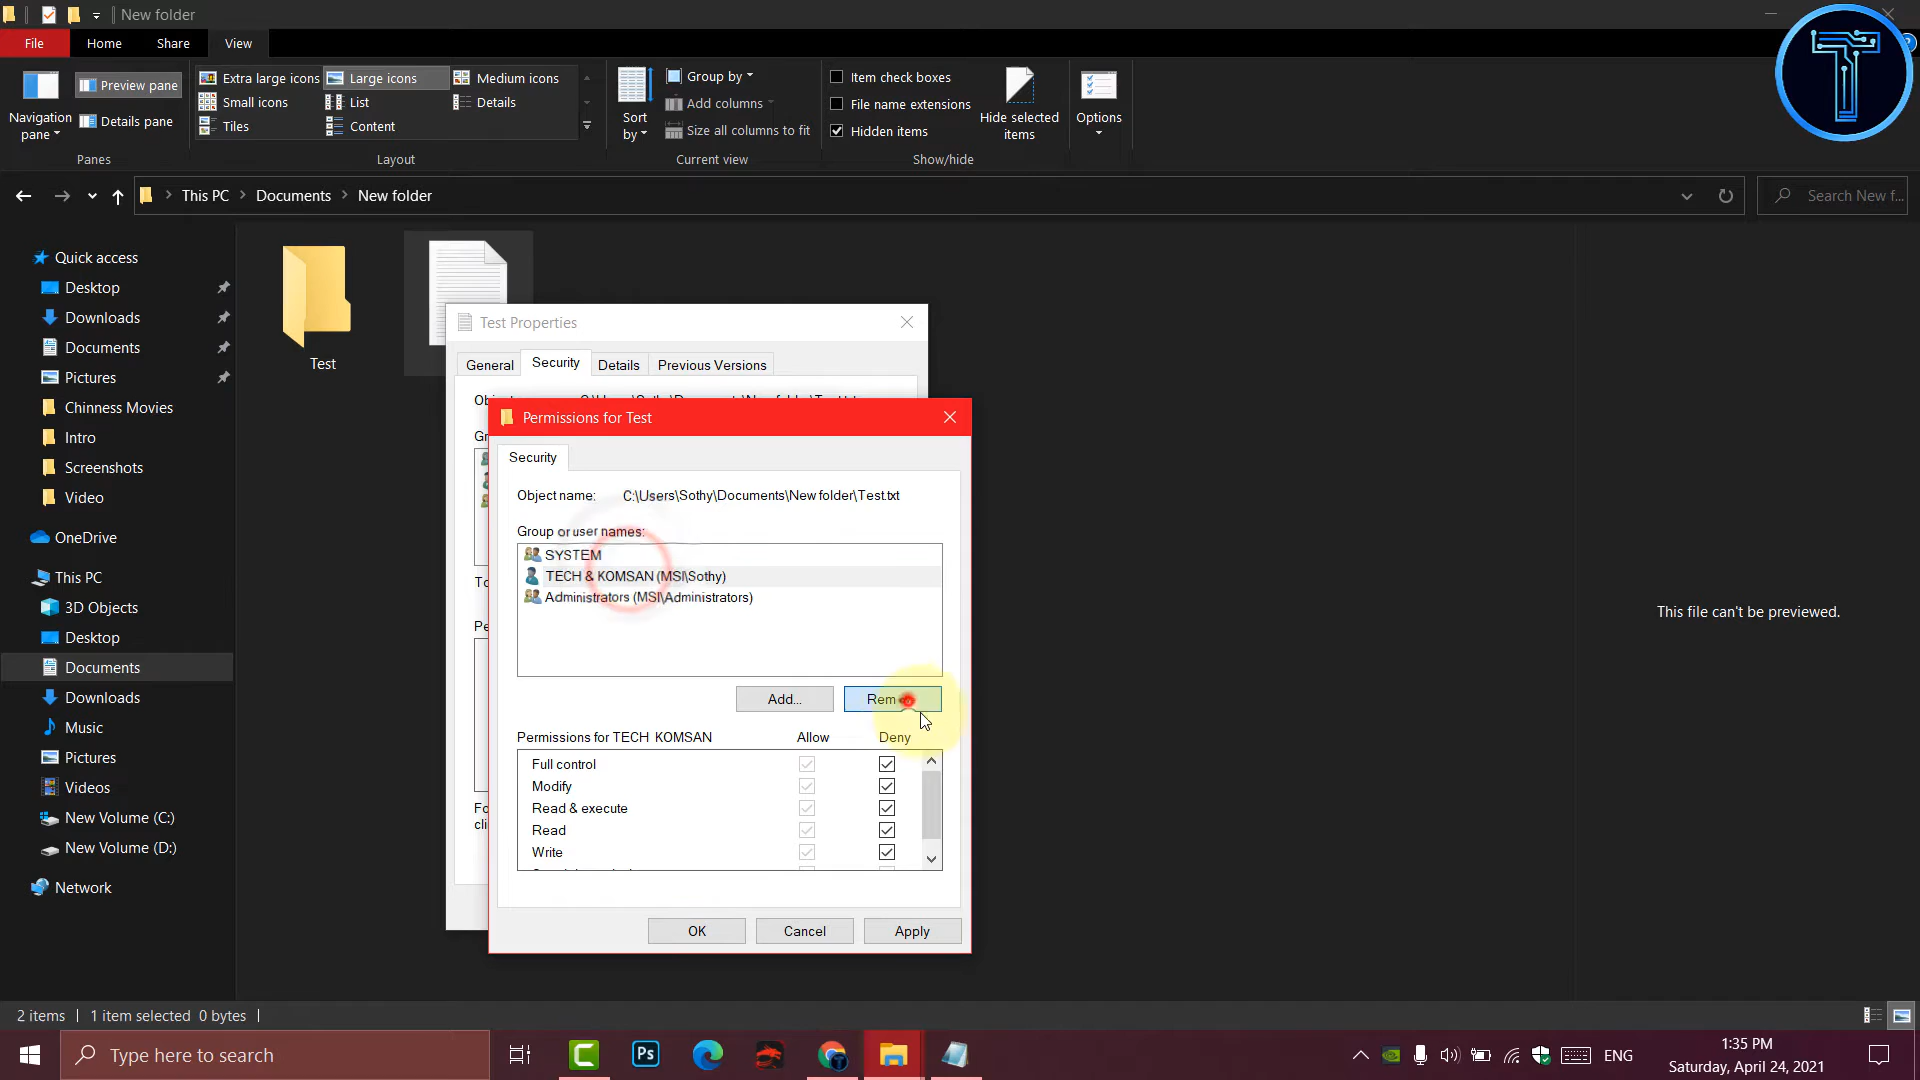 New folder
File
Home
Share
View
Navigation pane
Preview pane
Details pane
Panes
Extra large icons
Large icons
Medium icons
Small icons
List
Details
Tiles
Content
Layout
Sort by
Group by
Add columns
Size all columns to fit
Current view
Item check boxes
File name extensions
Hidden items
Hide selected items
Show/hide
Options
This PC
Documents
New folder
Search New f...
Quick access
Desktop
Downloads
Documents
Pictures
Chinness Movies
Intro
Screenshots
Video
OneDrive
This PC
3D Objects
Desktop
Documents
Downloads
Music
Pictures
Videos
New Volume (C:)
New Volume (D:)
Network
Test
Test Properties
General
Security
Details
Previous Versions
Permissions for Test
Security
Object name: C:\Users\Sothy\Documents\New folder\Test.txt
Group or user names:
SYSTEM
TECH & KOMSAN (MSI\Sothy)
Administrators (MSI\Administrators)
Add...
Permissions for TECH KOMSAN
Allow
Deny
Full control
Modify
Read & execute
Read
Write
OK
Cancel
Apply
This file can't be previewed.
2 items
1 item selected 0 bytes
Type here to search
Ps
ENG
1:35 PM
Saturday, April 24, 2021